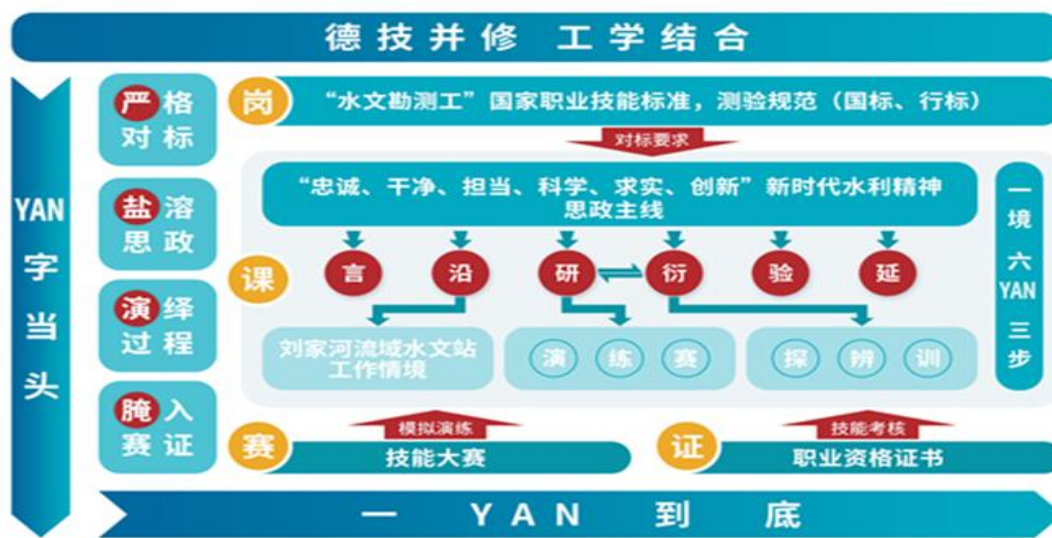 德技并修 工学结合
YAN字当头
严格对标
盐溶思政
演绎过程
腌入赛证
岗
“水文勘测工”国家职业技能标准，测验规范（国标、行标）
对标要求
课
“忠诚、干净、担当、科学、求实、创新”新时代水利精神
思政主线
言 沿 研 衍 验 延
刘家河流域水文站
工作情境
演 练 赛
探 辨 训
一境六YAN三步
赛
模拟演练
技能大赛
证
技能考核
职业资格证书
一 YAN 到 底